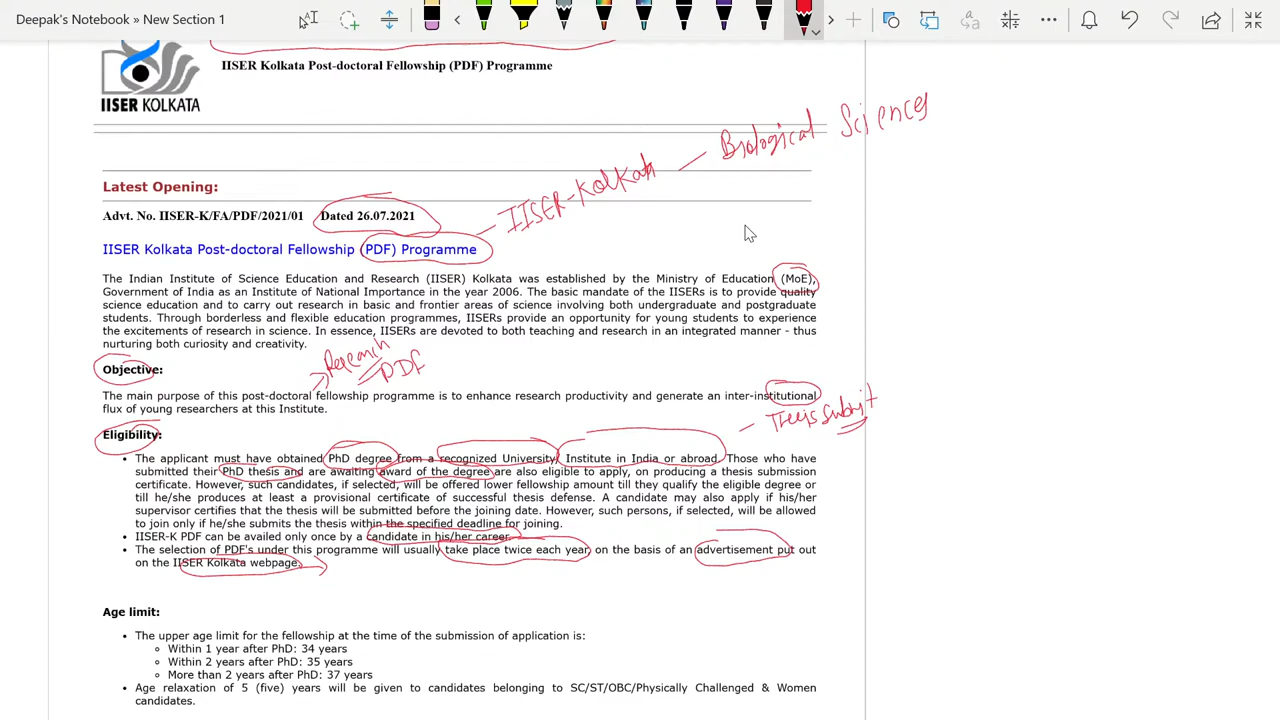 Deepak's Notebook » New Section 1
IISER KOLKATA
IISER Kolkata Post-doctoral Fellowship (PDF) Programme
Biological Science
IISER-Kolkata
Latest Opening:
Advt. No. IISER-K/FA/PDF/2021/01 Dated 26.07.2021
IISER Kolkata Post-doctoral Fellowship (PDF) Programme
The Indian Institute of Science Education and Research (IISER) Kolkata was established by the Ministry of Education (MoE),
Government of India as an Institute of National Importance in the year 2006. The basic mandate of the IISERs is to provide quality
science education and to carry out research in basic and frontier areas of science involving both undergraduate and postgraduate
students. Through borderless and flexible education programmes, IISERs provide an opportunity for young students to experience
the excitements of research in science. In essence, IISERs are devoted to both teaching and research in an integrated manner - thus
nurturing both curiosity and creativity.
Research
PDF
Objective:
The main purpose of this post-doctoral fellowship programme is to enhance research productivity and generate an inter-institutional
flux of young researchers at this Institute.
Thesis submit
Eligibility:
• The applicant must have obtained PhD degree from a recognized University, Institute in India or abroad. Those who have
submitted their PhD thesis and are awaiting award of the degree are also eligible to apply, on producing a thesis submission
certificate. However, such candidates, if selected, will be offered lower fellowship amount till they qualify the eligible degree or
till he/she produces at least a provisional certificate of successful thesis defense. A candidate may also apply if his/her
supervisor certifies that the thesis will be submitted before the joining date. However, such persons, if selected, will be allowed
to join only if he/she submits the thesis within the specified deadline for joining.
• IISER-K PDF can be availed only once by a candidate in his/her career.
• The selection of PDF's under this programme will usually take place twice each year, on the basis of an advertisement put out
on the IISER Kolkata webpage.
Age limit:
• The upper age limit for the fellowship at the time of the submission of application is:
○ Within 1 year after PhD: 34 years
○ Within 2 years after PhD: 35 years
○ More than 2 years after PhD: 37 years
• Age relaxation of 5 (five) years will be given to candidates belonging to SC/ST/OBC/Physically Challenged & Women
candidates.